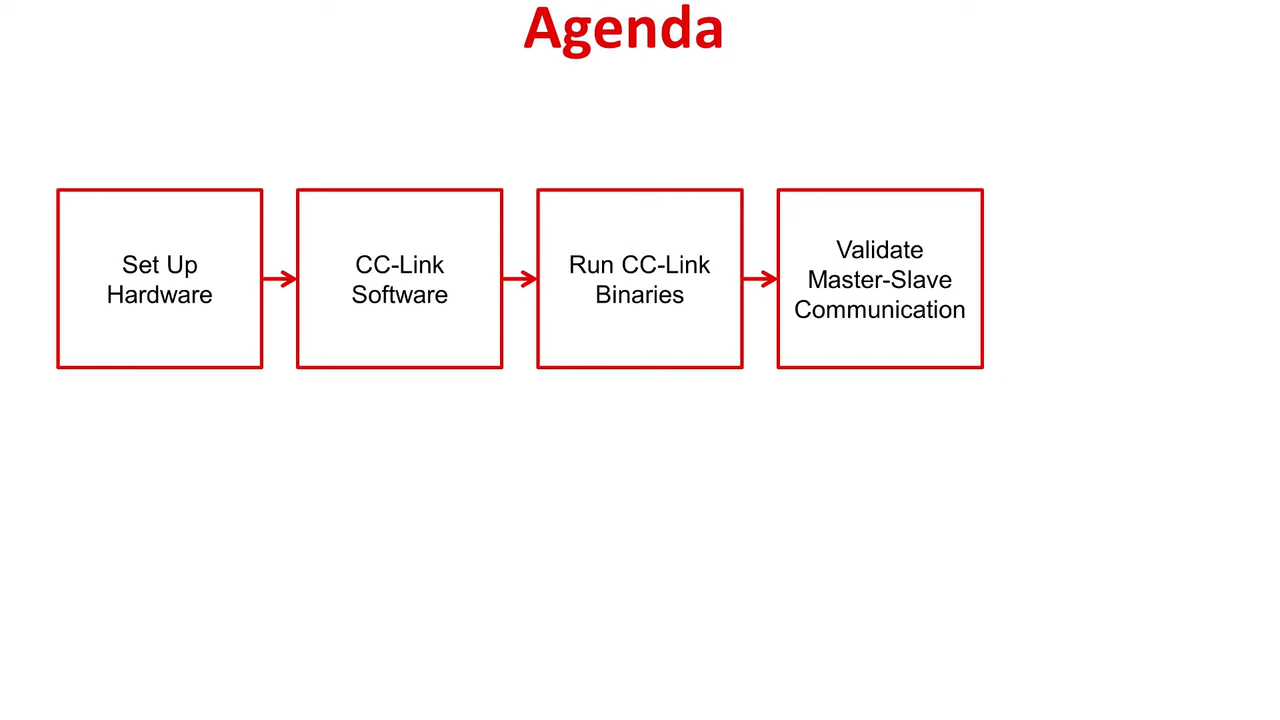 Agenda
Set Up
Hardware
CC-Link
Software
Run CC-Link
Binaries
Validate
Master-Slave
Communication